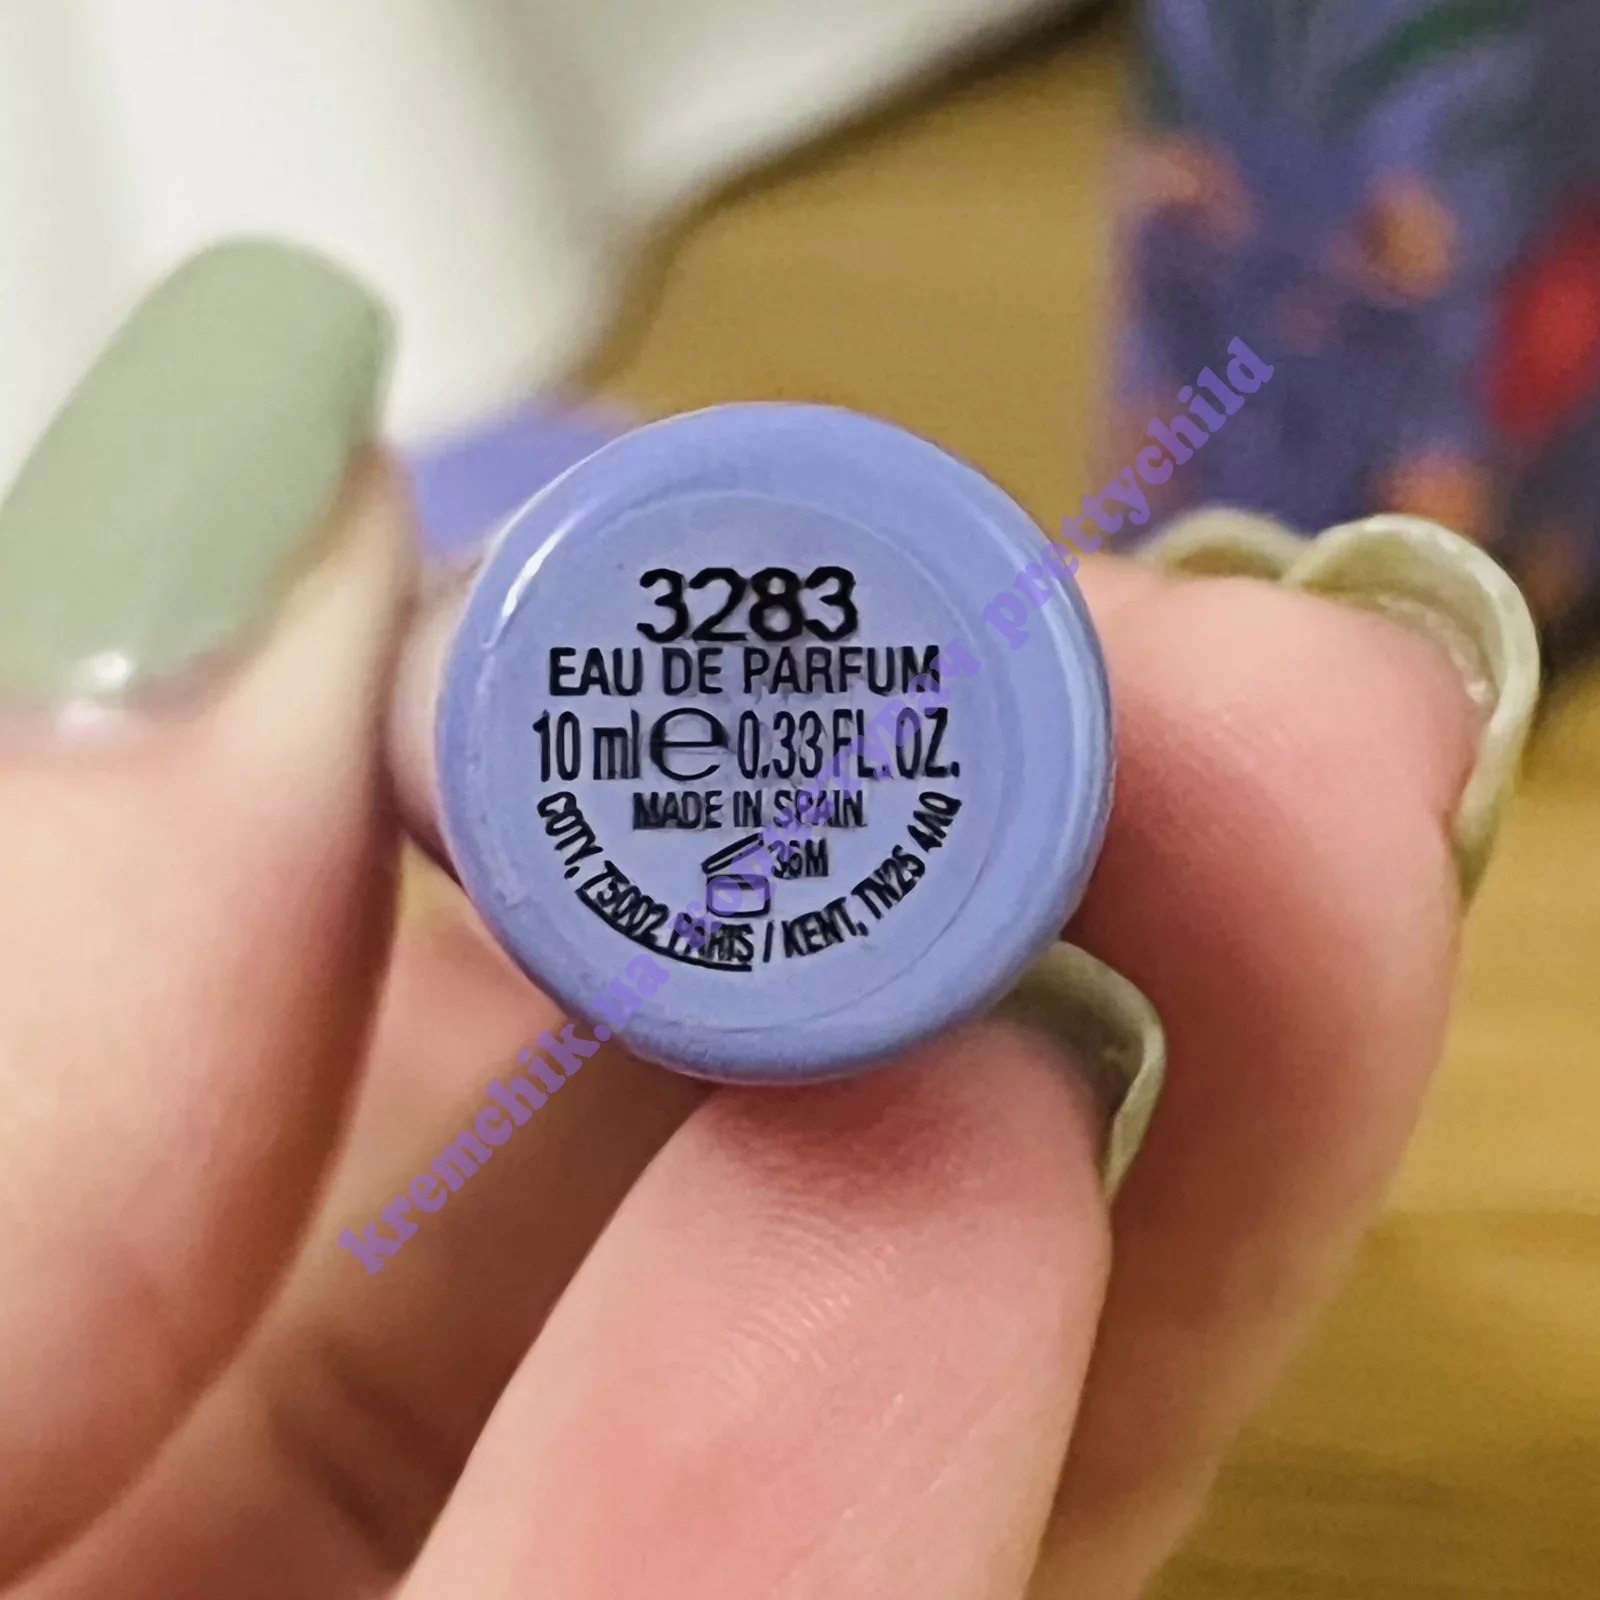 3283
EAU DE PARFUM
10 ml e 0.33 FL. OZ.
MADE IN SPAIN
36M
COTY, 75002 PARIS / KENT, TN25 4AQ
kremchik.ua prettychild